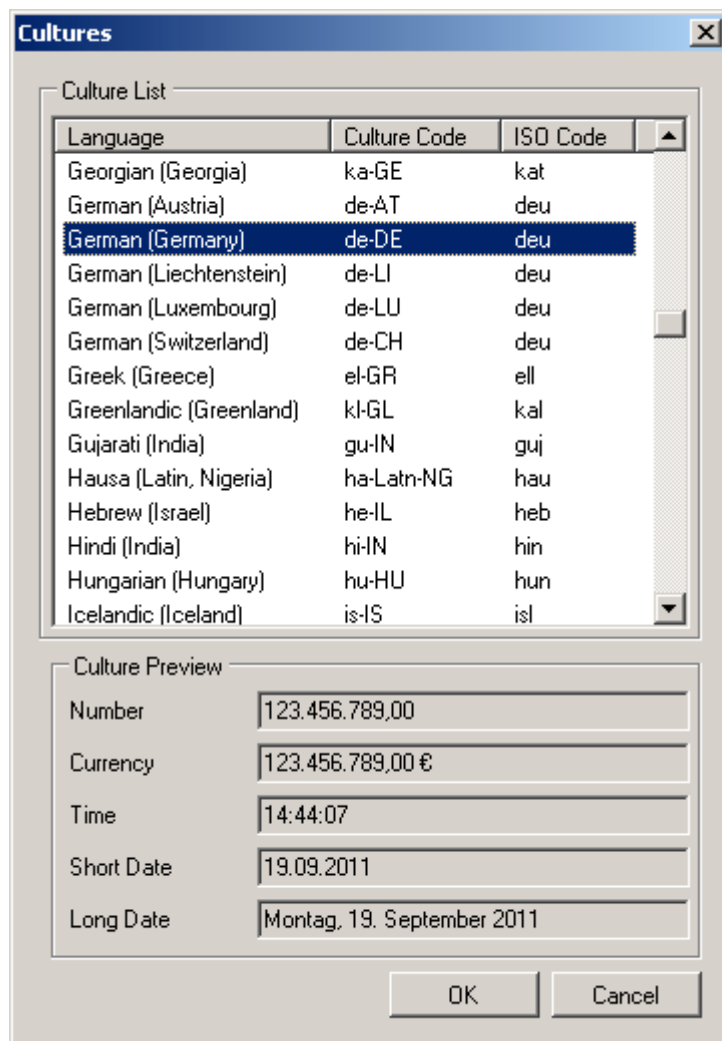 Cultures
Culture List
Language Culture Code ISO Code
Georgian (Georgia) ka-GE kat
German (Austria) de-AT deu
German (Germany) de-DE deu
German (Liechtenstein) de-LI deu
German (Luxembourg) de-LU deu
German (Switzerland) de-CH deu
Greek (Greece) el-GR ell
Greenlandic (Greenland) kl-GL kal
Gujarati (India) gu-IN guj
Hausa (Latin, Nigeria) ha-Latn-NG hau
Hebrew (Israel) he-IL heb
Hindi (India) hi-IN hin
Hungarian (Hungary) hu-HU hun
Icelandic (Iceland) is-IS isl
Culture Preview
Number 123.456.789,00
Currency 123.456.789,00 €
Time 14:44:07
Short Date 19.09.2011
Long Date Montag, 19. September 2011
OK Cancel